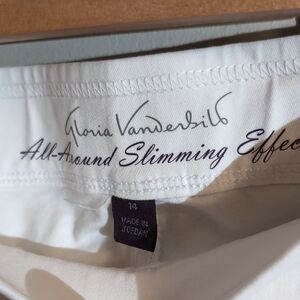 Gloria Vanderbilt
All-Around Slimming Effec
14
MADE IN
JORDAN